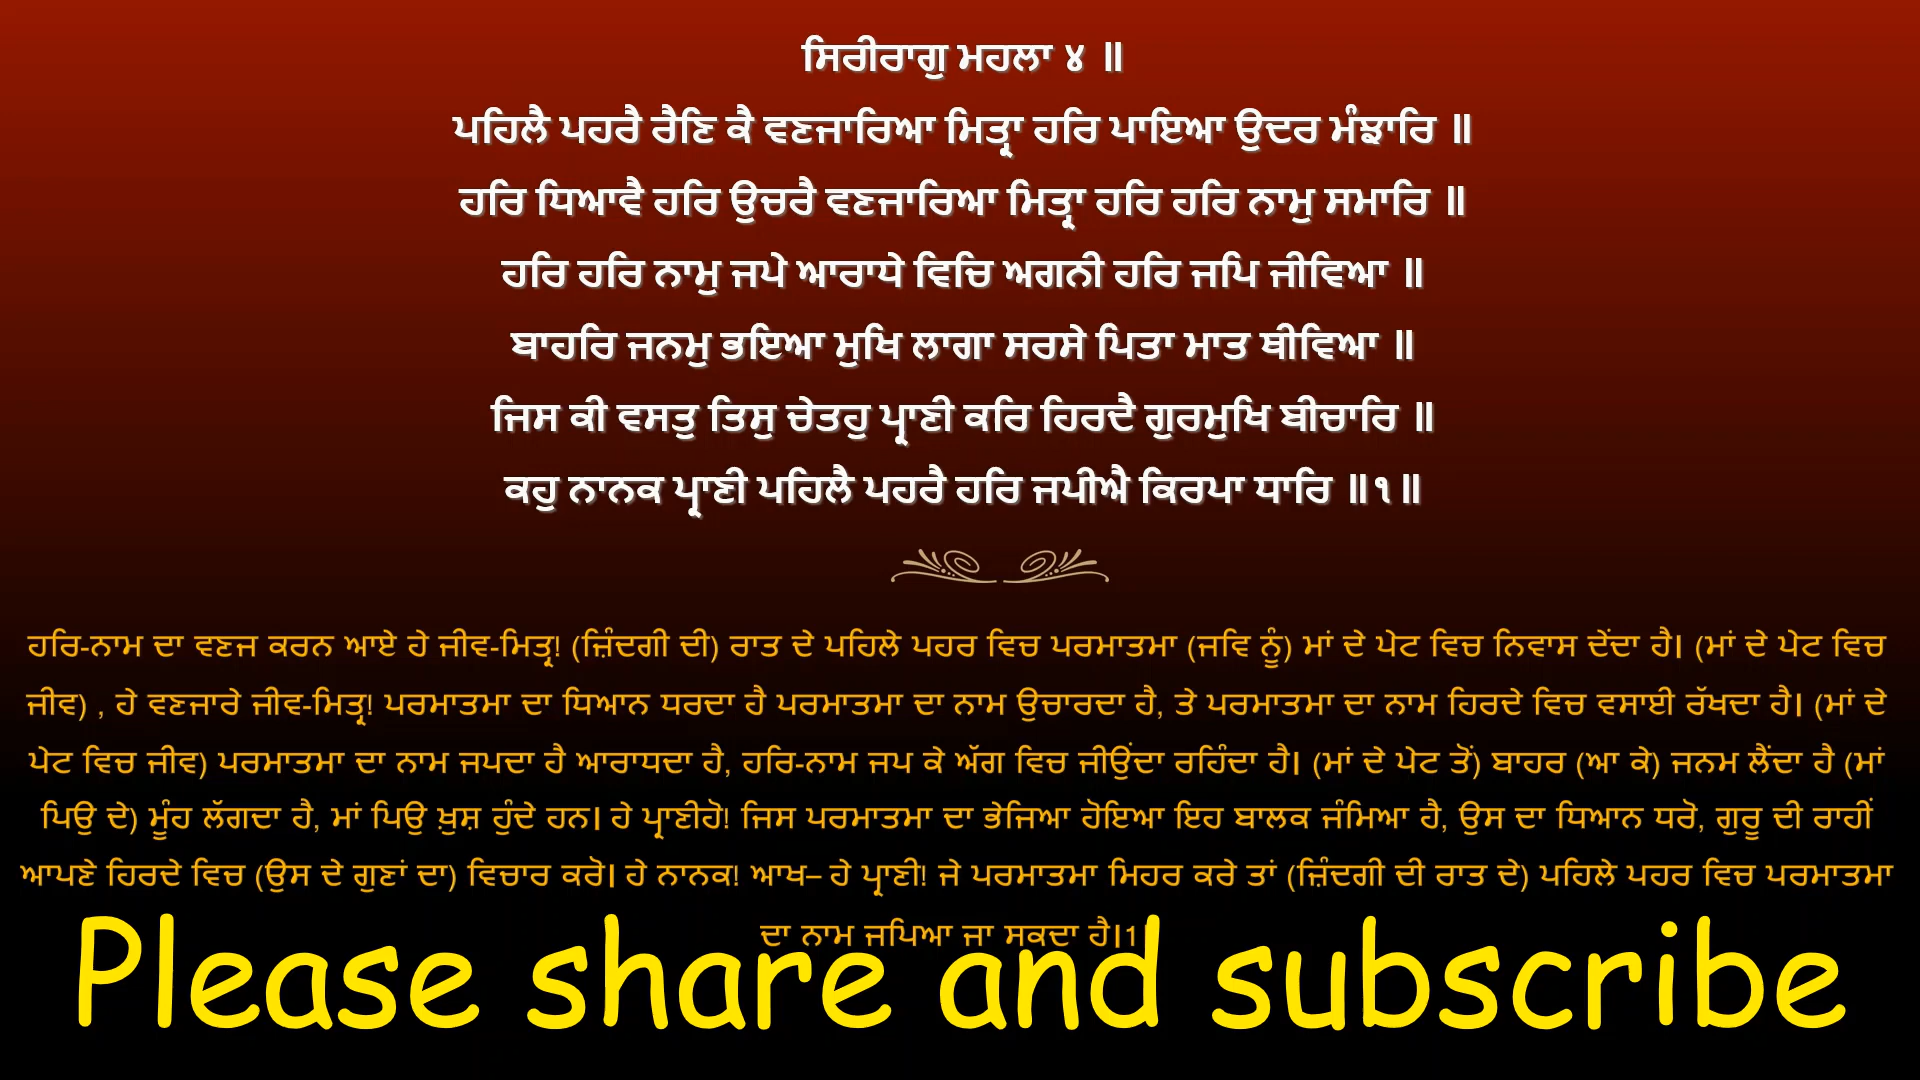 ਸਿਰੀਰਾਗੁ ਮਹਲਾ ੪ ॥
ਪਹਿਲੈ ਪਹਰੈ ਰੈਣਿ ਕੈ ਵਣਜਾਰਿਆ ਮਿਤ੍ਰਾ ਹਰਿ ਪਾਇਆ ਉਦਰ ਮੰਝਾਰਿ ॥
ਹਰਿ ਧਿਆਵੈ ਹਰਿ ਉਚਰੈ ਵਣਜਾਰਿਆ ਮਿਤ੍ਰਾ ਹਰਿ ਹਰਿ ਨਾਮੁ ਸਮਾਰਿ ॥
ਹਰਿ ਹਰਿ ਨਾਮੁ ਜਪੇ ਆਰਾਧੇ ਵਿਚਿ ਅਗਨੀ ਹਰਿ ਜਪਿ ਜੀਵਿਆ ॥
ਬਾਹਰਿ ਜਨਮੁ ਭਇਆ ਮੁਖਿ ਲਾਗਾ ਸਰਸੇ ਪਿਤਾ ਮਾਤ ਥੀਵਿਆ ॥
ਜਿਸ ਕੀ ਵਸਤੁ ਤਿਸੁ ਚੇਤਹੁ ਪ੍ਰਾਣੀ ਕਰਿ ਹਿਰਦੈ ਗੁਰਮੁਖਿ ਬੀਚਾਰਿ ॥
ਕਹੁ ਨਾਨਕ ਪ੍ਰਾਣੀ ਪਹਿਲੈ ਪਹਰੈ ਹਰਿ ਜਪੀਐ ਕਿਰਪਾ ਧਾਰਿ ॥੧॥
ਹਰਿ-ਨਾਮ ਦਾ ਵਣਜ ਕਰਨ ਆਏ ਹੇ ਜੀਵ-ਮਿਤ੍ਰ! (ਜ਼ਿੰਦਗੀ ਦੀ) ਰਾਤ ਦੇ ਪਹਿਲੇ ਪਹਰ ਵਿਚ ਪਰਮਾਤਮਾ (ਜਵਿ ਨੂੰ) ਮਾਂ ਦੇ ਪੇਟ ਵਿਚ ਨਿਵਾਸ ਦੇਂਦਾ ਹੈ। (ਮਾਂ ਦੇ ਪੇਟ ਵਿਚ
ਜੀਵ) , ਹੇ ਵਣਜਾਰੇ ਜੀਵ-ਮਿਤ੍ਰ! ਪਰਮਾਤਮਾ ਦਾ ਧਿਆਨ ਧਰਦਾ ਹੈ ਪਰਮਾਤਮਾ ਦਾ ਨਾਮ ਉਚਾਰਦਾ ਹੈ, ਤੇ ਪਰਮਾਤਮਾ ਦਾ ਨਾਮ ਹਿਰਦੇ ਵਿਚ ਵਸਾਈ ਰੱਖਦਾ ਹੈ। (ਮਾਂ ਦੇ
ਪੇਟ ਵਿਚ ਜੀਵ) ਪਰਮਾਤਮਾ ਦਾ ਨਾਮ ਜਪਦਾ ਹੈ ਆਰਾਧਦਾ ਹੈ, ਹਰਿ-ਨਾਮ ਜਪ ਕੇ ਅੱਗ ਵਿਚ ਜੀਉਂਦਾ ਰਹਿੰਦਾ ਹੈ। (ਮਾਂ ਦੇ ਪੇਟ ਤੋਂ) ਬਾਹਰ (ਆ ਕੇ) ਜਨਮ ਲੈਂਦਾ ਹੈ (ਮਾਂ
ਪਿਉ ਦੇ) ਮੂੰਹ ਲੱਗਦਾ ਹੈ, ਮਾਂ ਪਿਉ ਖ਼ੁਸ਼ ਹੁੰਦੇ ਹਨ। ਹੇ ਪ੍ਰਾਣੀਹੋ! ਜਿਸ ਪਰਮਾਤਮਾ ਦਾ ਭੇਜਿਆ ਹੋਇਆ ਇਹ ਬਾਲਕ ਜੰਮਿਆ ਹੈ, ਉਸ ਦਾ ਧਿਆਨ ਧਰੋ, ਗੁਰੂ ਦੀ ਰਾਹੀਂ
ਆਪਣੇ ਹਿਰਦੇ ਵਿਚ (ਉਸ ਦੇ ਗੁਣਾਂ ਦਾ) ਵਿਚਾਰ ਕਰੋ। ਹੇ ਨਾਨਕ! ਆਖ– ਹੇ ਪ੍ਰਾਣੀ! ਜੇ ਪਰਮਾਤਮਾ ਮਿਹਰ ਕਰੇ ਤਾਂ (ਜ਼ਿੰਦਗੀ ਦੀ ਰਾਤ ਦੇ) ਪਹਿਲੇ ਪਹਰ ਵਿਚ ਪਰਮਾਤਮਾ
ਦਾ ਨਾਮ ਜਪਿਆ ਜਾ ਸਕਦਾ ਹੈ।1
Please share and subscribe